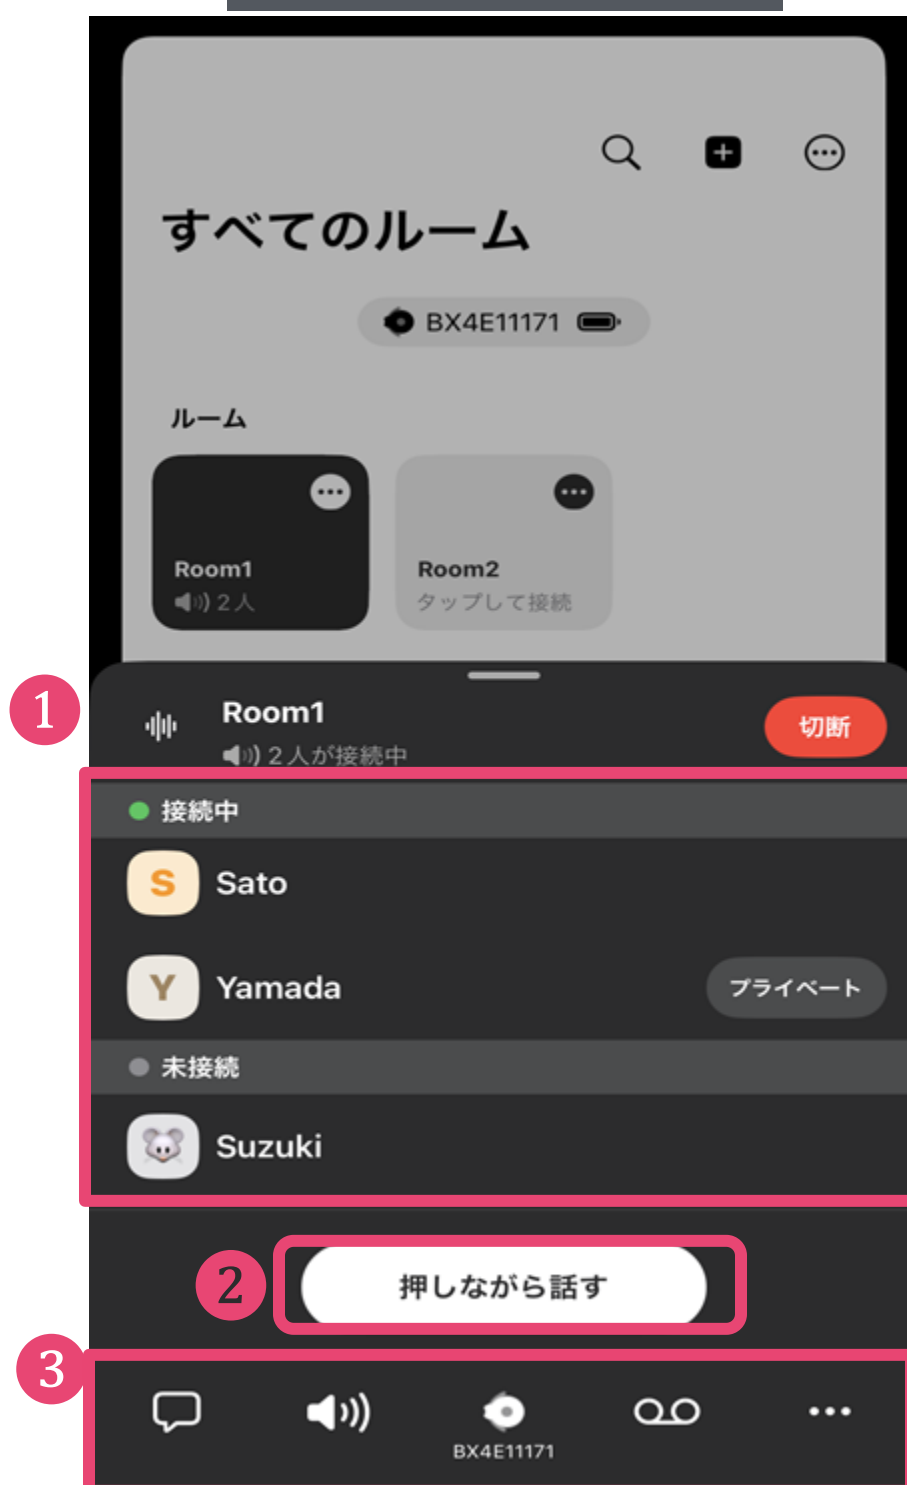 すべてのルーム
BX4E11171
ルーム
Room1
2人
Room2
タップして接続
1
Room1
2人が接続中
切断
接続中
S
Sato
Y
Yamada
プライベート
未接続
Suzuki
2
押しながら話す
3
BX4E11171